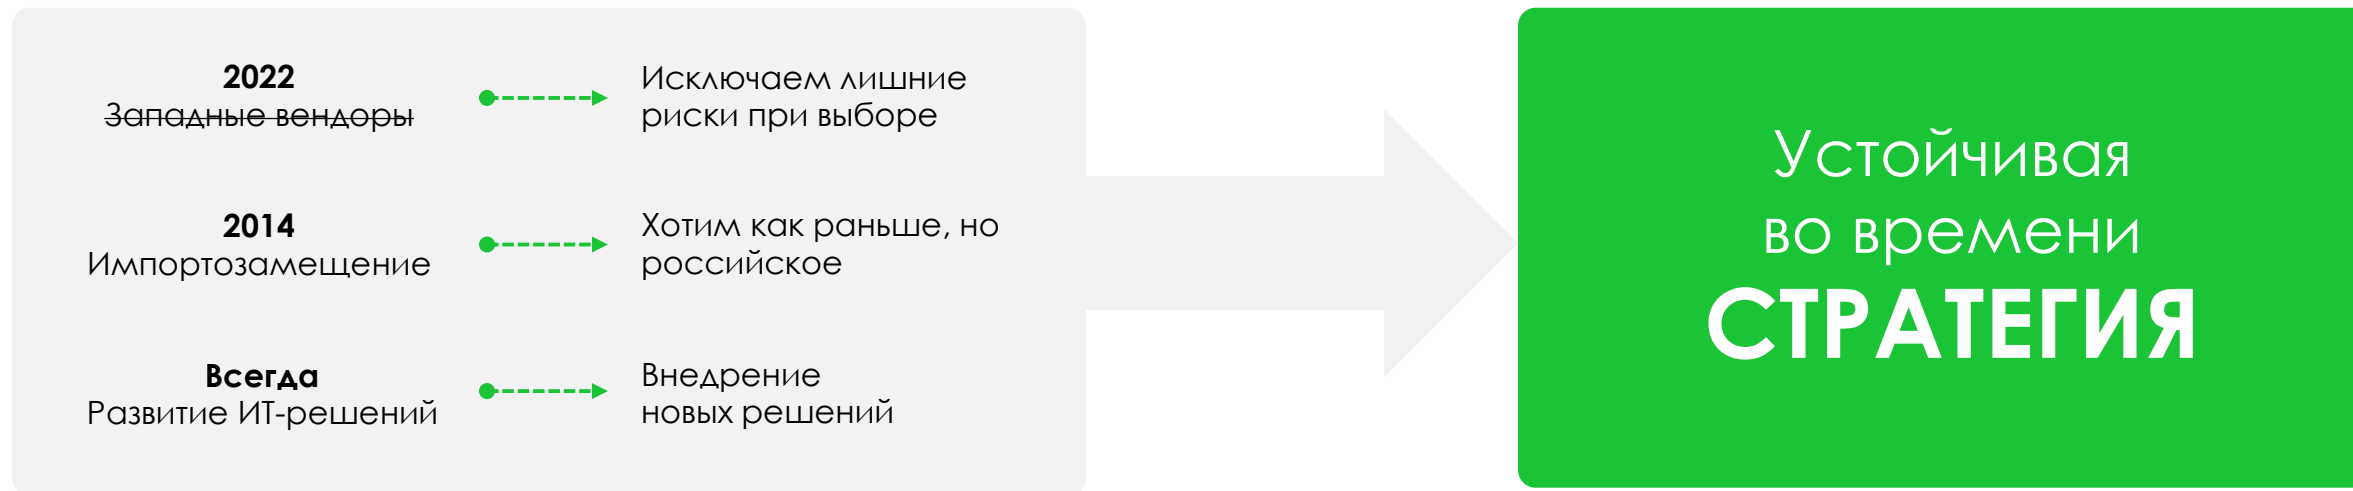 2022
Западные вендоры
Исключаем лишние
риски при выборе
2014
Импортозамещение
Хотим как раньше, но
российское
Всегда
Развитие ИТ-решений
Внедрение
новых решений
Устойчивая
во времени
СТРАТЕГИЯ